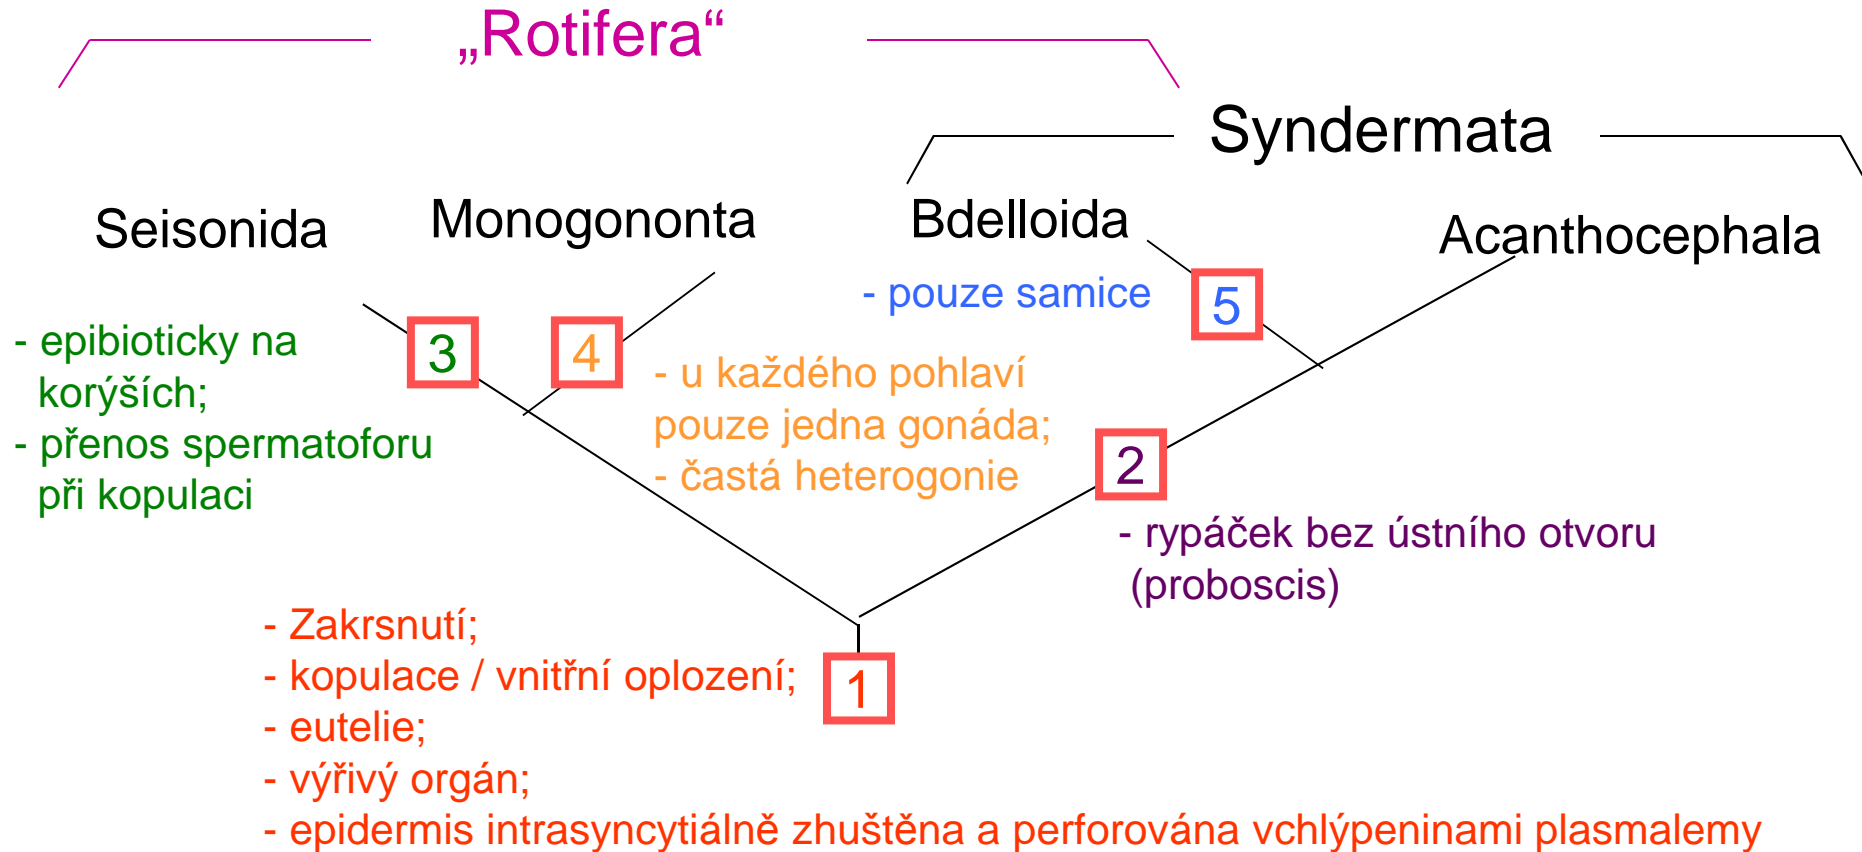 „Rotifera“
Syndermata
Seisonida
Monogononta
Bdelloida
Acanthocephala
- pouze samice
5
3
4
- epibioticky na
korýších;
- přenos spermatoforu
při kopulaci
- u každého pohlaví
pouze jedna gonáda;
- častá heterogonie
2
- rypáček bez ústního otvoru
(proboscis)
- Zakrsnutí;
- kopulace / vnitřní oplození;
- eutelie;
- výřivý orgán;
- epidermis intrasyncytiálně zhuštěna a perforována vchlýpeninami plasmalemy
1